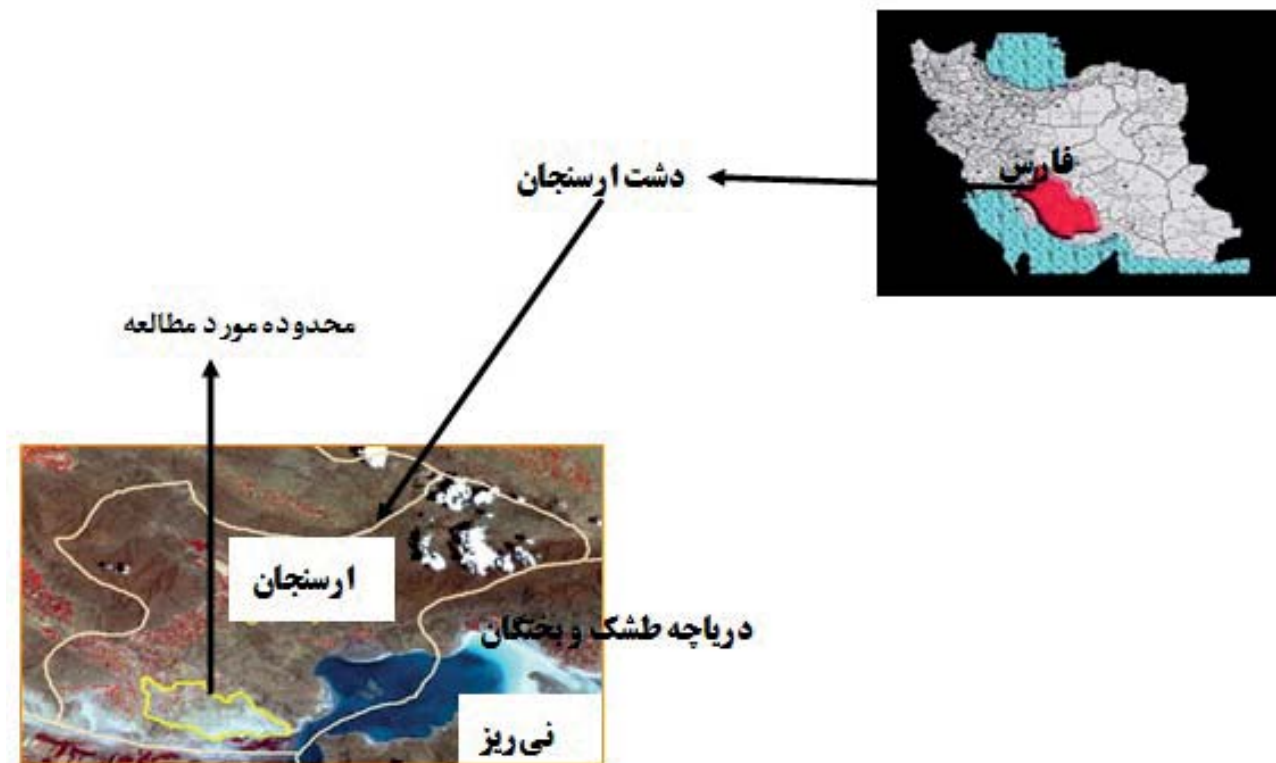 فارس
دشت ارسنجان
محدوده مورد مطالعه
ارسنجان
دریاچه طشک و بختگان
نی ریز